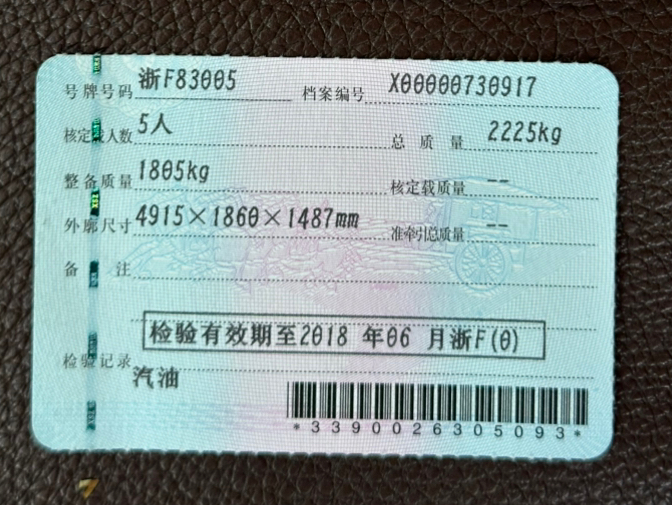 号牌号码 浙F83005 档案编号 X00000730917
核定载人数 5人 总质量 2225kg
整备质量 1805kg 核定载质量 --
外廓尺寸 4915×1860×1487mm 准牵引总质量 --
备注
检验有效期至2018 年06 月浙F(0)
检验记录
汽油
*3390026305093*